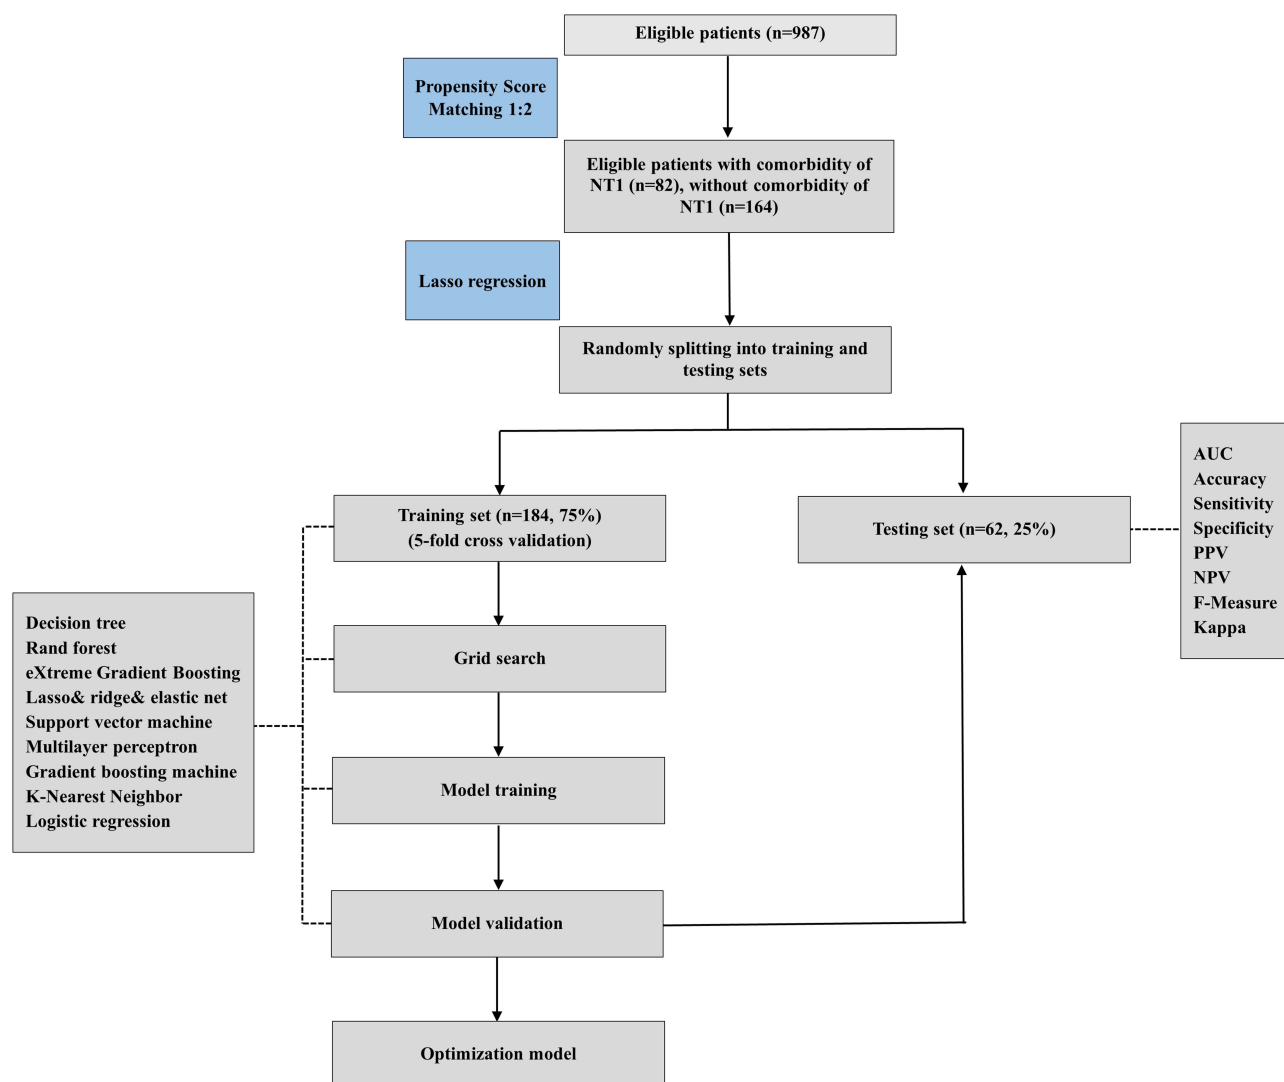 Eligible patients (n=987)
Propensity Score
Matching 1:2
Eligible patients with comorbidity of
NT1 (n=82), without comorbidity of
NT1 (n=164)
Lasso regression
Randomly splitting into training and
testing sets
Training set (n=184, 75%)
(5-fold cross validation)
Testing set (n=62, 25%)
AUC
Accuracy
Sensitivity
Specificity
PPV
NPV
F-Measure
Kappa
Decision tree
Rand forest
eXtreme Gradient Boosting
Lasso& ridge& elastic net
Support vector machine
Multilayer perceptron
Gradient boosting machine
K-Nearest Neighbor
Logistic regression
Grid search
Model training
Model validation
Optimization model